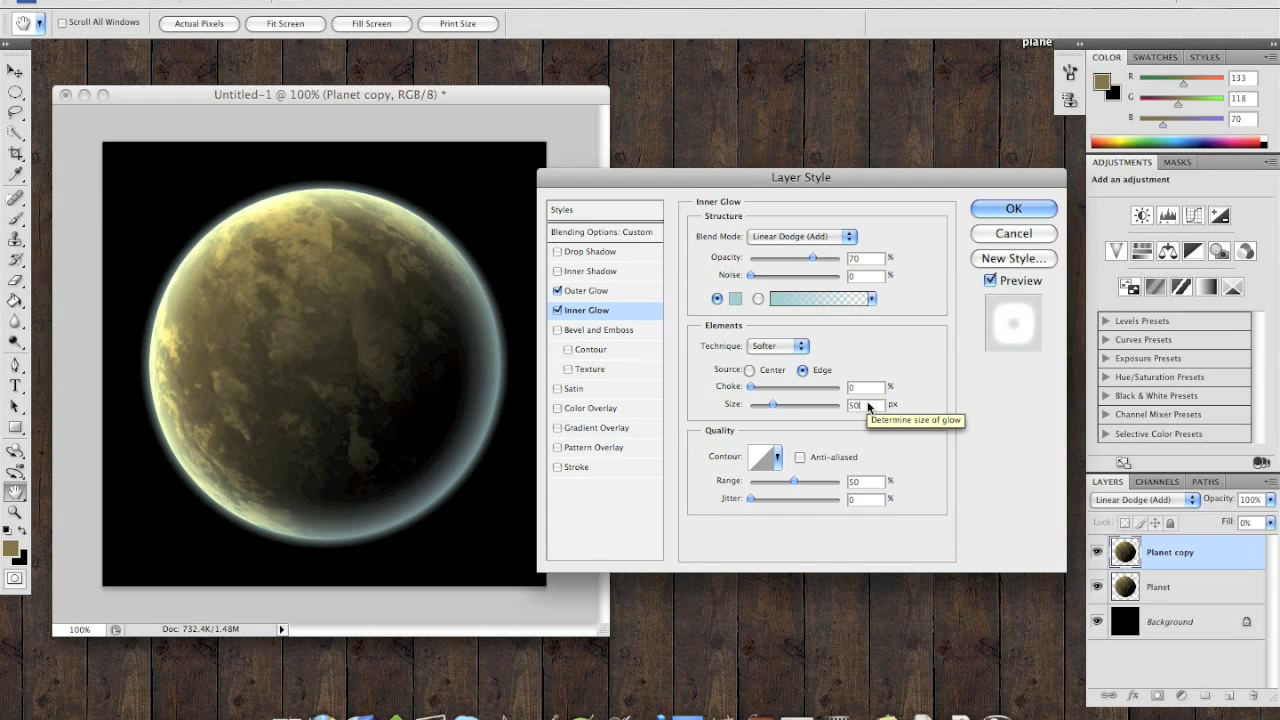 Scroll All Windows
Actual Pixels
Fit Screen
Fill Screen
Print Size
plane
Untitled-1 @ 100% (Planet copy, RGB/8) *
100%
Doc: 732.4K/1.48M
Layer Style
Styles
Blending Options: Custom
Drop Shadow
Inner Shadow
Outer Glow
Inner Glow
Bevel and Emboss
Contour
Texture
Satin
Color Overlay
Gradient Overlay
Pattern Overlay
Stroke
Inner Glow
Structure
Blend Mode: Linear Dodge (Add)
Opacity: 70 %
Noise: 0 %
Elements
Technique: Softer
Source: Center Edge
Choke: 0 %
Size: 50 px
Determine size of glow
Quality
Contour: Anti-aliased
Range: 50 %
Jitter: 0 %
OK
Cancel
New Style...
Preview
COLOR SWATCHES STYLES
R 133
G 118
B 70
ADJUSTMENTS MASKS
Add an adjustment
Levels Presets
Curves Presets
Exposure Presets
Hue/Saturation Presets
Black & White Presets
Channel Mixer Presets
Selective Color Presets
LAYERS CHANNELS PATHS
Linear Dodge (Add) Opacity: 100%
Lock: Fill: 0%
Planet copy
Planet
Background